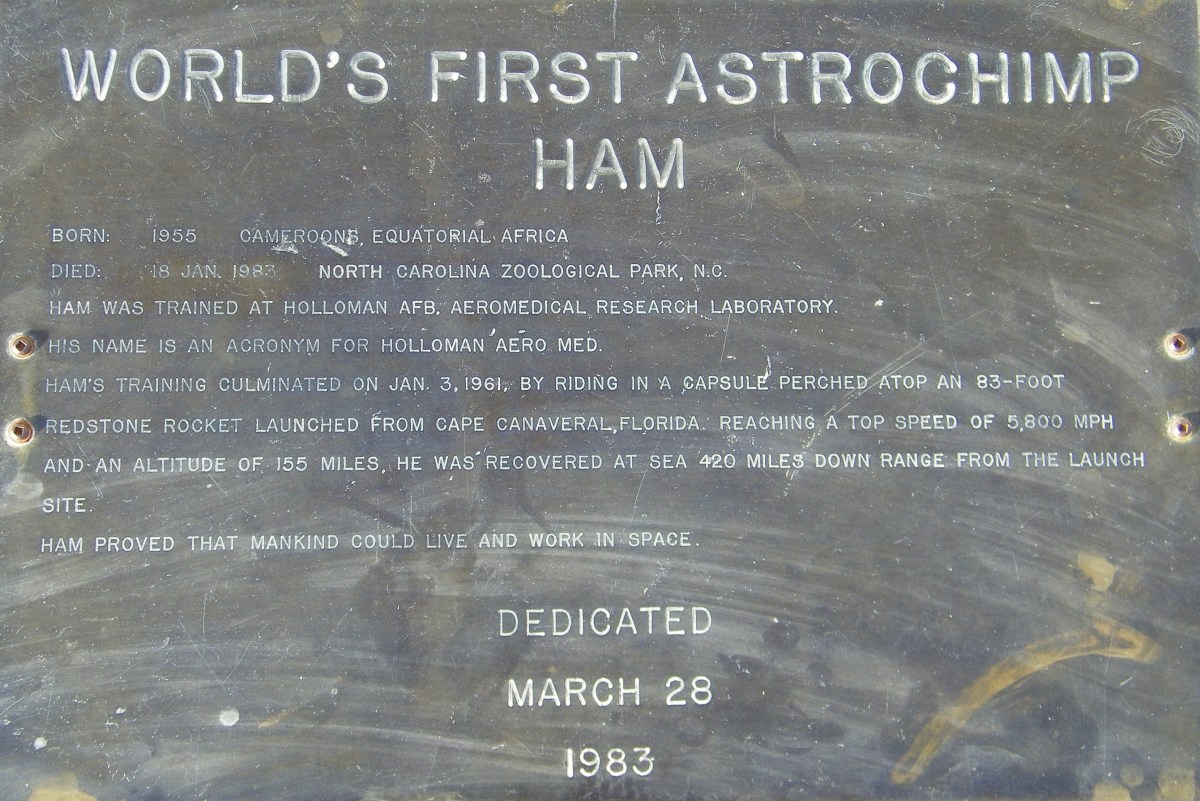 WORLD'S FIRST ASTROCHIMP
HAM
BORN: 1955 CAMEROONS, EQUATORIAL AFRICA
DIED: 18 JAN. 1983 NORTH CAROLINA ZOOLOGICAL PARK, N.C.
HAM WAS TRAINED AT HOLLOMAN AFB, AEROMEDICAL RESEARCH LABORATORY.
HIS NAME IS AN ACRONYM FOR HOLLOMAN AERO MED.
HAM'S TRAINING CULMINATED ON JAN. 3, 1961, BY RIDING IN A CAPSULE PERCHED ATOP AN 83-FOOT
REDSTONE ROCKET LAUNCHED FROM CAPE CANAVERAL, FLORIDA. REACHING A TOP SPEED OF 5,800 MPH
AND AN ALTITUDE OF 155 MILES, HE WAS RECOVERED AT SEA 420 MILES DOWN RANGE FROM THE LAUNCH
SITE.
HAM PROVED THAT MANKIND COULD LIVE AND WORK IN SPACE.
DEDICATED
MARCH 28
1983